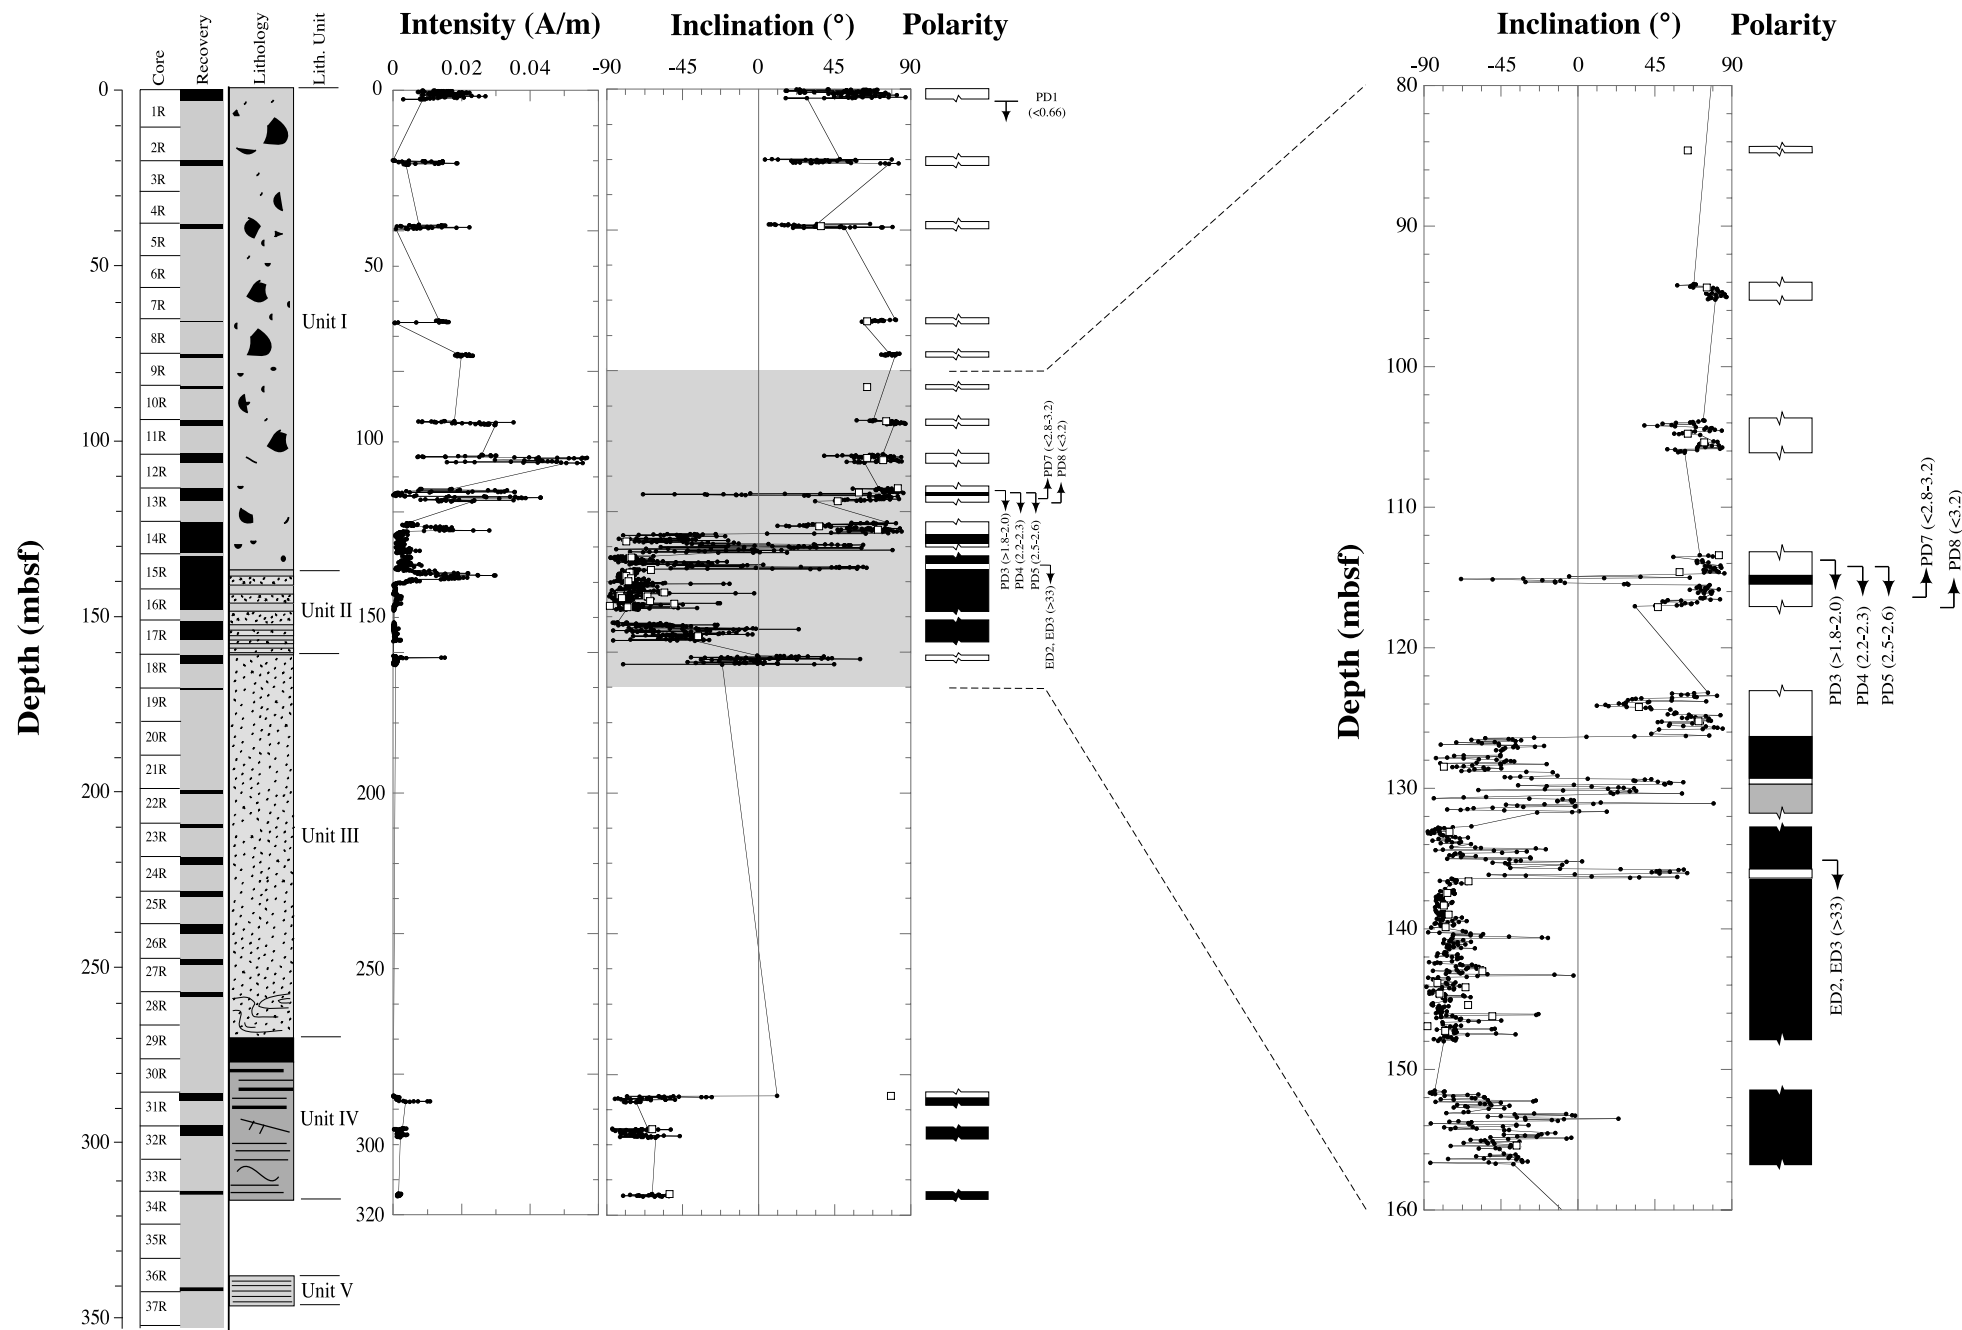 Core
Recovery
Lithology
Lith. Unit
Intensity (A/m)
Inclination (°)
Polarity
Inclination (°)
Polarity
0 0.02 0.04
-90 -45 0 45 90
-90 -45 0 45 90
Depth (mbsf)
0
50
100
150
200
250
300
350
1R
2R
3R
4R
5R
6R
7R
8R
9R
10R
11R
12R
13R
14R
15R
16R
17R
18R
19R
20R
21R
22R
23R
24R
25R
26R
27R
28R
29R
30R
31R
32R
33R
34R
35R
36R
37R
Unit I
Unit II
Unit III
Unit IV
Unit V
0
50
100
150
200
250
300
320
PD1
(<0.66)
PD7 (<2.8-3.2)
PD8 (<3.2)
PD3 (>1.8-2.0)
PD4 (2.2-2.3)
PD5 (2.5-2.6)
ED2, ED3 (>33)
Depth (mbsf)
80
90
100
110
120
130
140
150
160
PD7 (<2.8-3.2)
PD8 (<3.2)
PD3 (>1.8-2.0)
PD4 (2.2-2.3)
PD5 (2.5-2.6)
ED2, ED3 (>33)